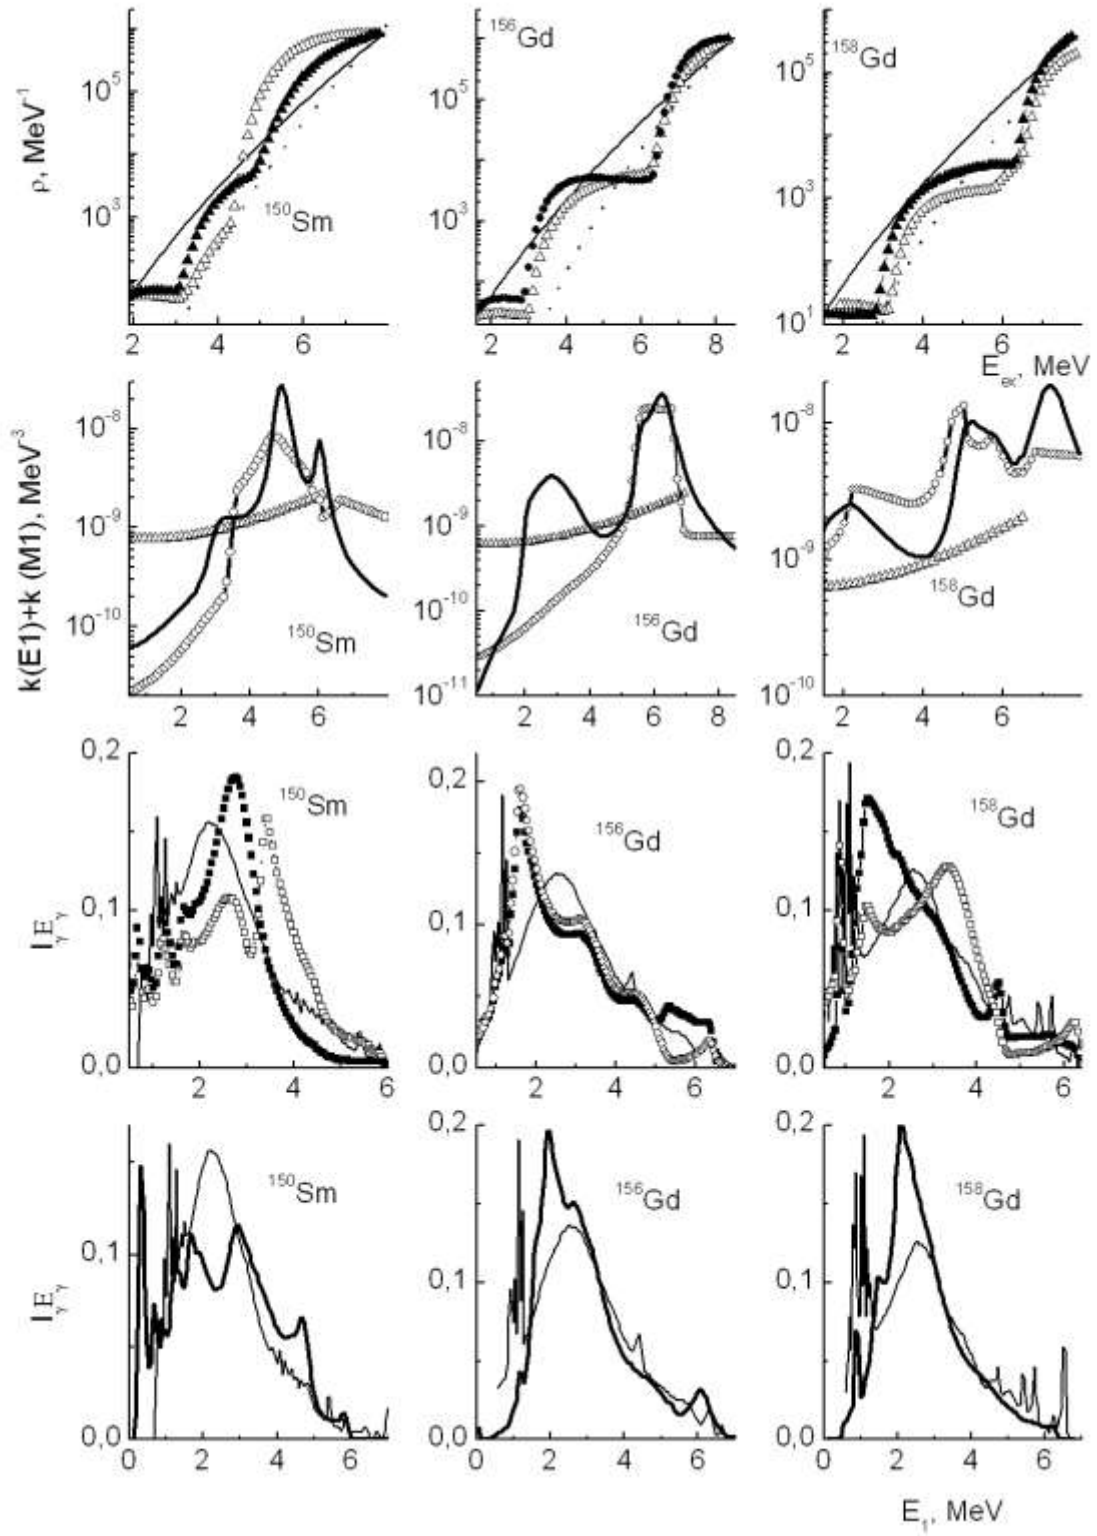 ρ, MeV⁻¹
10⁵
10³
¹⁵⁰Sm
2 4 6
¹⁵⁶Gd
10⁵
10³
2 4 6 8
¹⁵⁸Gd
10⁵
10³
10¹
2 4 6
E_ex, MeV
k(E1)+k (M1), MeV⁻³
10⁻⁸
10⁻⁹
10⁻¹⁰
¹⁵⁰Sm
2 4 6
10⁻⁸
10⁻⁹
10⁻¹⁰
10⁻¹¹
¹⁵⁶Gd
2 4 6 8
10⁻⁸
10⁻⁹
10⁻¹⁰
¹⁵⁸Gd
2 4 6
I_γE_γ
0,2
0,1
0,0
¹⁵⁰Sm
2 4 6
0,2
0,1
0,0
¹⁵⁶Gd
2 4 6
0,2
0,1
0,0
¹⁵⁸Gd
2 4 6
I_γE_γ
0,1
0,0
¹⁵⁰Sm
0 2 4 6
0,2
0,1
0,0
¹⁵⁶Gd
0 2 4 6
0,2
0,1
0,0
¹⁵⁸Gd
0 2 4 6
E₁, MeV